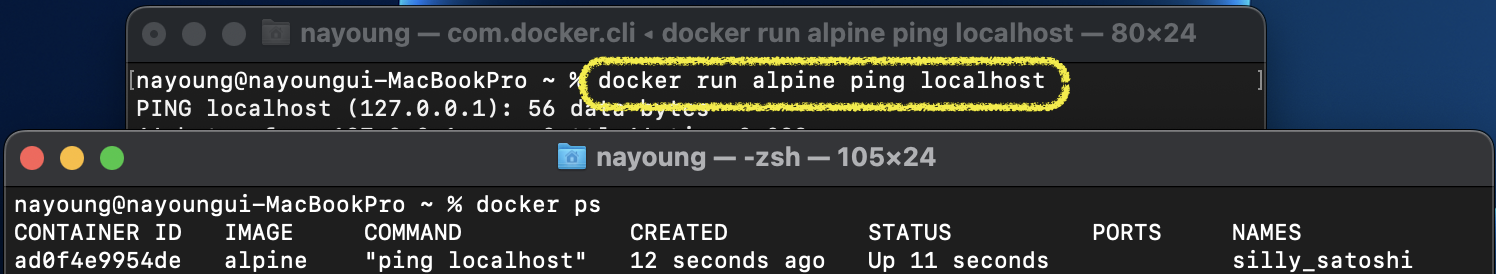 nayoung — com.docker.cli ◂ docker run alpine ping localhost — 80×24
[nayoung@nayoungui-MacBookPro ~ % docker run alpine ping localhost ]
PING localhost (127.0.0.1): 56 data bytes
nayoung — -zsh — 105×24
nayoung@nayoungui-MacBookPro ~ % docker ps
CONTAINER ID IMAGE COMMAND CREATED STATUS PORTS NAMES
ad0f4e9954de alpine "ping localhost" 12 seconds ago Up 11 seconds silly_satoshi